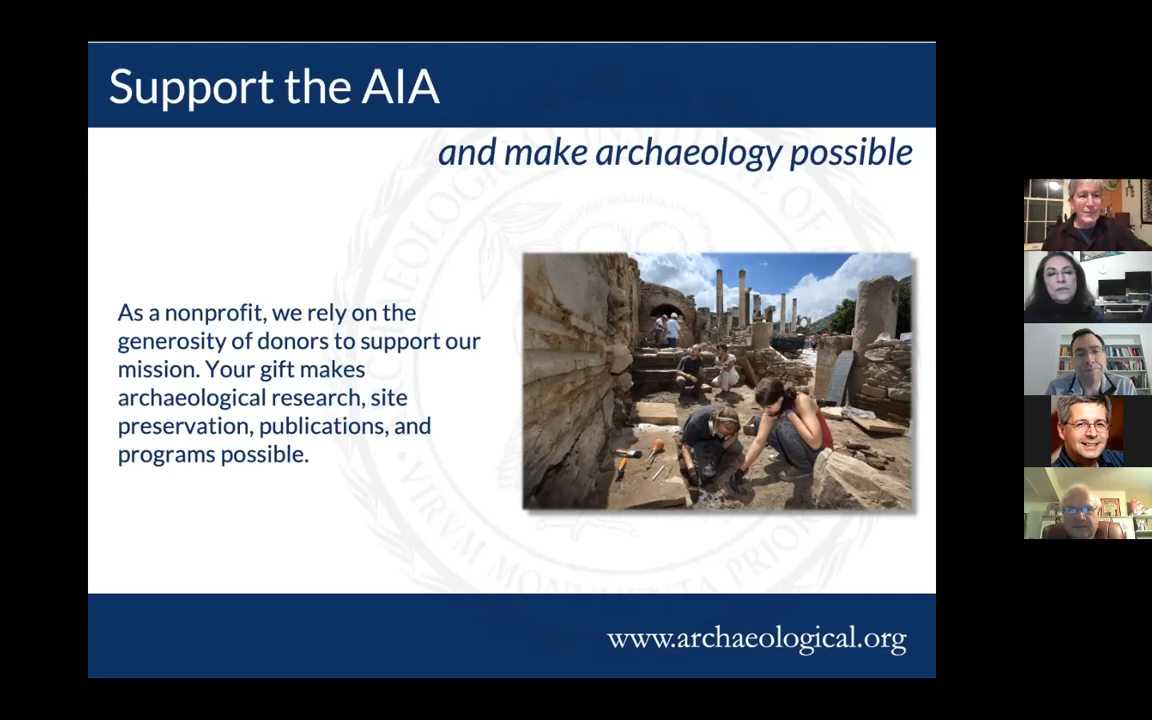 Support the AIA
and make archaeology possible
As a nonprofit, we rely on the
generosity of donors to support our
mission. Your gift makes
archaeological research, site
preservation, publications, and
programs possible.
www.archaeological.org